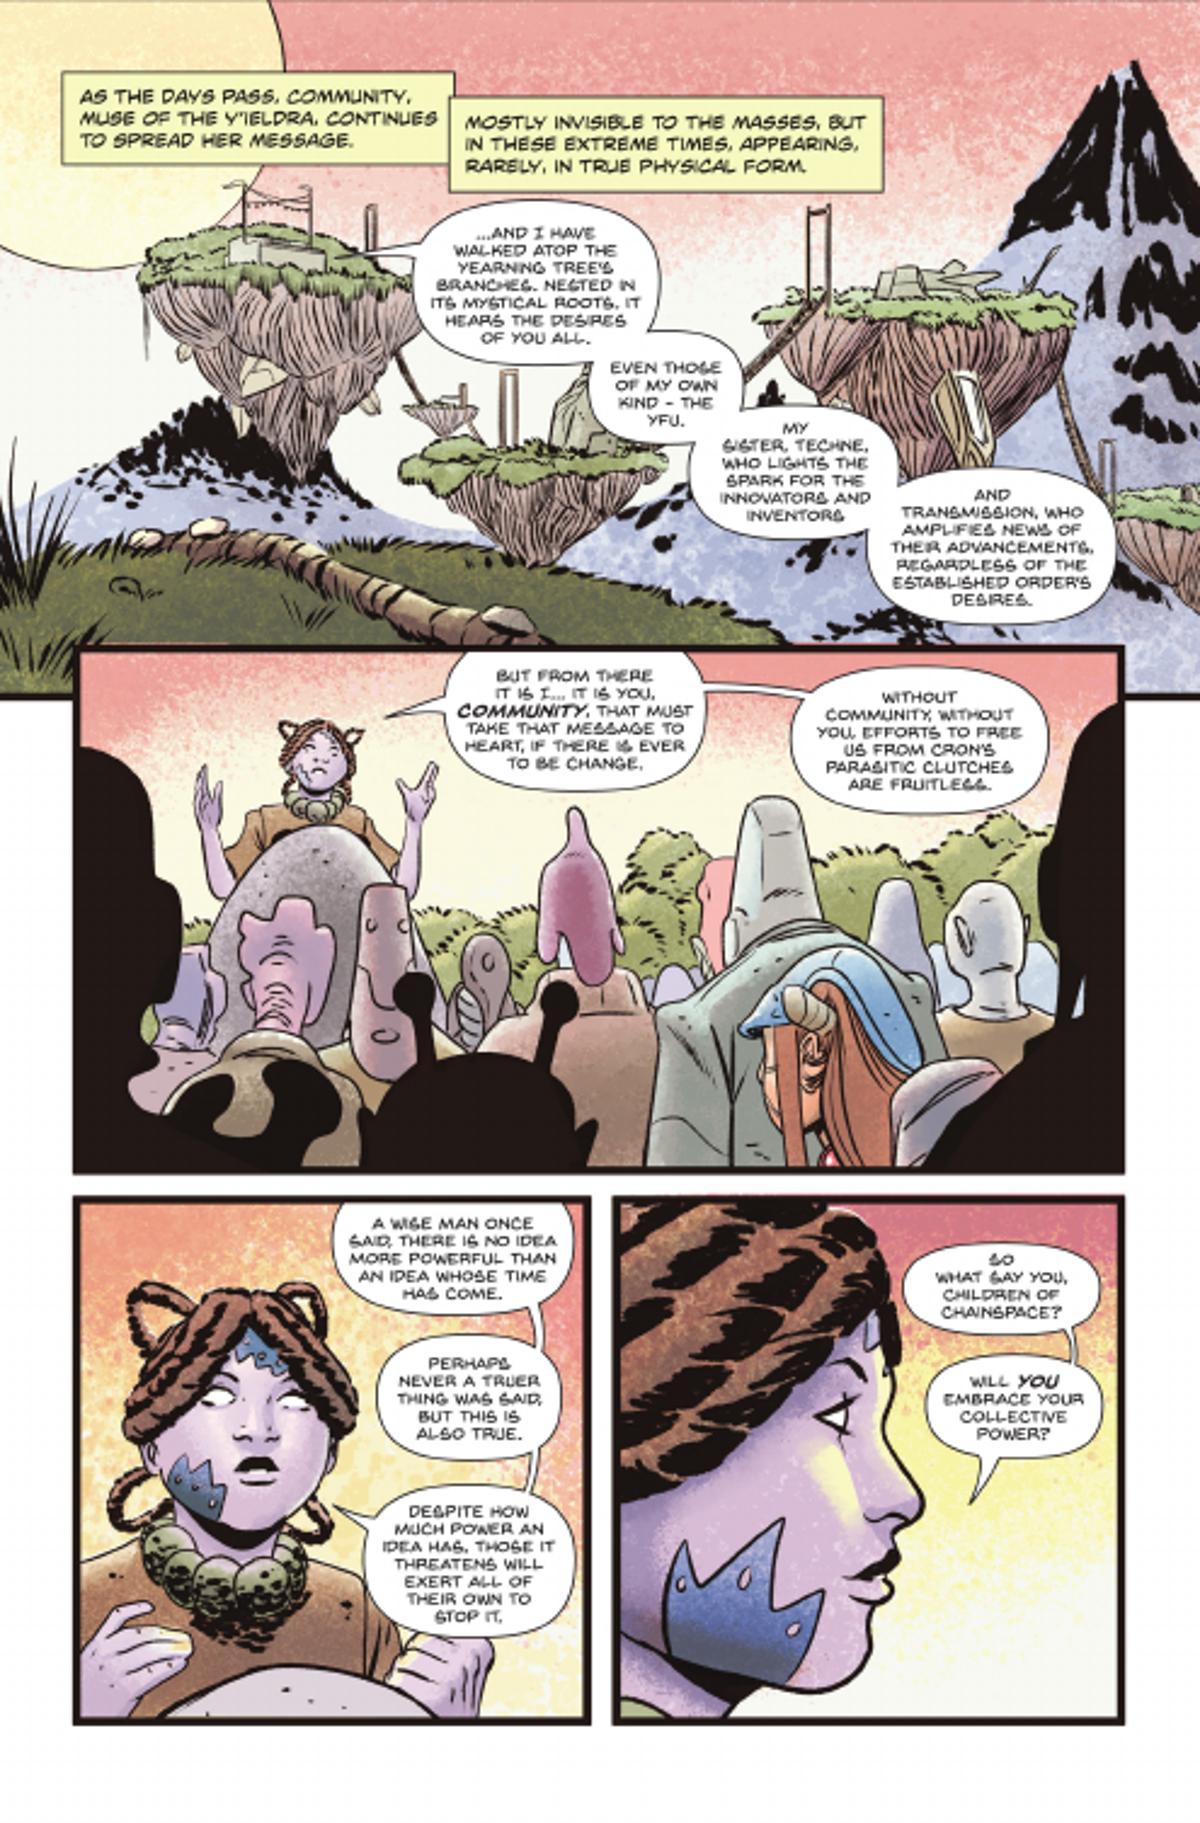 AS THE DAYS PASS, COMMUNITY,
MUSE OF THE Y'IELDRA, CONTINUES
TO SPREAD HER MESSAGE.
MOSTLY INVISIBLE TO THE MASSES, BUT
IN THESE EXTREME TIMES, APPEARING,
RARELY, IN TRUE PHYSICAL FORM.
...AND I HAVE
WALKED ATOP THE
YEARNING TREE'S
BRANCHES. NESTED IN
ITS MYSTICAL ROOTS, IT
HEARS THE DESIRES
OF YOU ALL.
EVEN THOSE
OF MY OWN
KIND - THE
YFU.
MY
SISTER, TECHNE,
WHO LIGHTS THE
SPARK FOR THE
INNOVATORS AND
INVENTORS
AND
TRANSMISSION, WHO
AMPLIFIES NEWS OF
THEIR ADVANCEMENTS,
REGARDLESS OF THE
ESTABLISHED ORDER'S
DESIRES.
BUT FROM THERE
IT IS I... IT IS YOU,
COMMUNITY, THAT MUST
TAKE THAT MESSAGE TO
HEART, IF THERE IS EVER
TO BE CHANGE.
WITHOUT
COMMUNITY, WITHOUT
YOU, EFFORTS TO FREE
US FROM CRON'S
PARASITIC CLUTCHES
ARE FRUITLESS.
A WISE MAN ONCE
SAID, THERE IS NO IDEA
MORE POWERFUL THAN
AN IDEA WHOSE TIME
HAS COME.
PERHAPS
NEVER A TRUER
THING WAS SAID,
BUT THIS IS
ALSO TRUE.
DESPITE HOW
MUCH POWER AN
IDEA HAS, THOSE IT
THREATENS WILL
EXERT ALL OF
THEIR OWN TO
STOP IT.
SO
WHAT SAY YOU,
CHILDREN OF
CHAINSPACE?
WILL YOU
EMBRACE YOUR
COLLECTIVE
POWER?